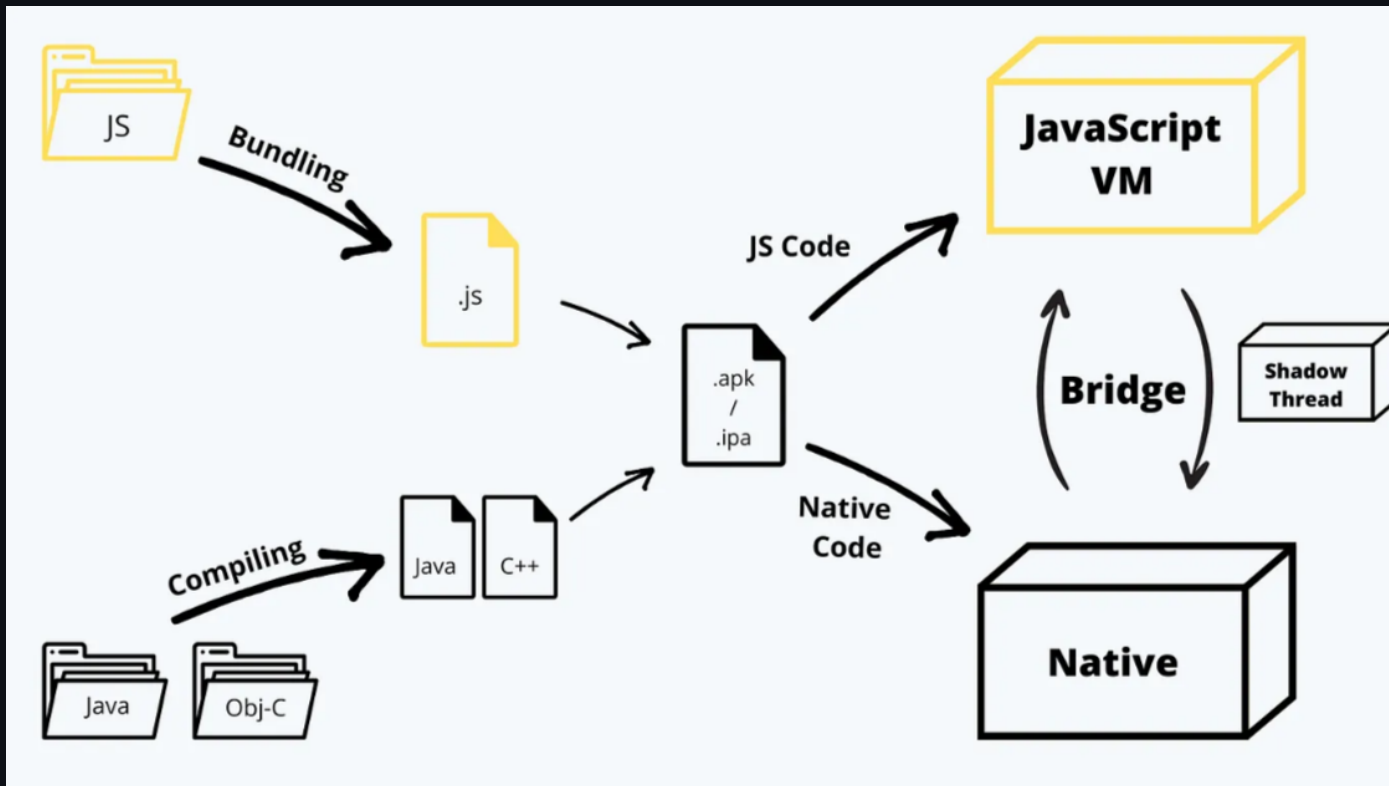 JS
Bundling
.js
.apk
/
.ipa
JS Code
JavaScript
VM
Bridge
Shadow
Thread
Native
Code
Native
Compiling
Java
C++
Java
Obj-C